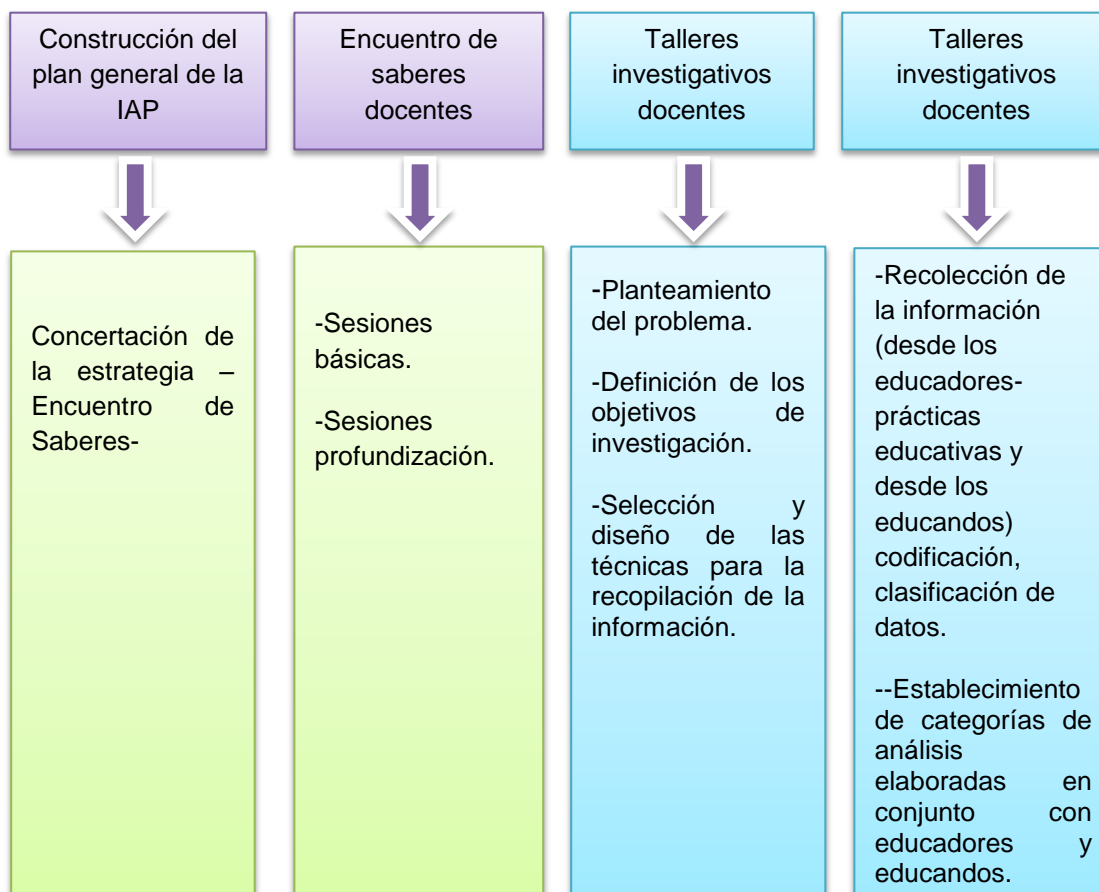 Construcción del
plan general de la
IAP
Encuentro de
saberes
docentes
Talleres
investigativos
docentes
Talleres
investigativos
docentes
Concertación de
la estrategia –
Encuentro de
Saberes-
-Sesiones
básicas.
-Sesiones
profundización.
-Planteamiento
del problema.
-Definición de los
objetivos de
investigación.
-Selección y
diseño de las
técnicas para la
recopilación de la
información.
-Recolección de
la información
(desde los
educadores-
prácticas
educativas y
desde los
educandos)
codificación,
clasificación de
datos.
--Establecimiento
de categorías de
análisis
elaboradas en
conjunto con
educadores y
educandos.